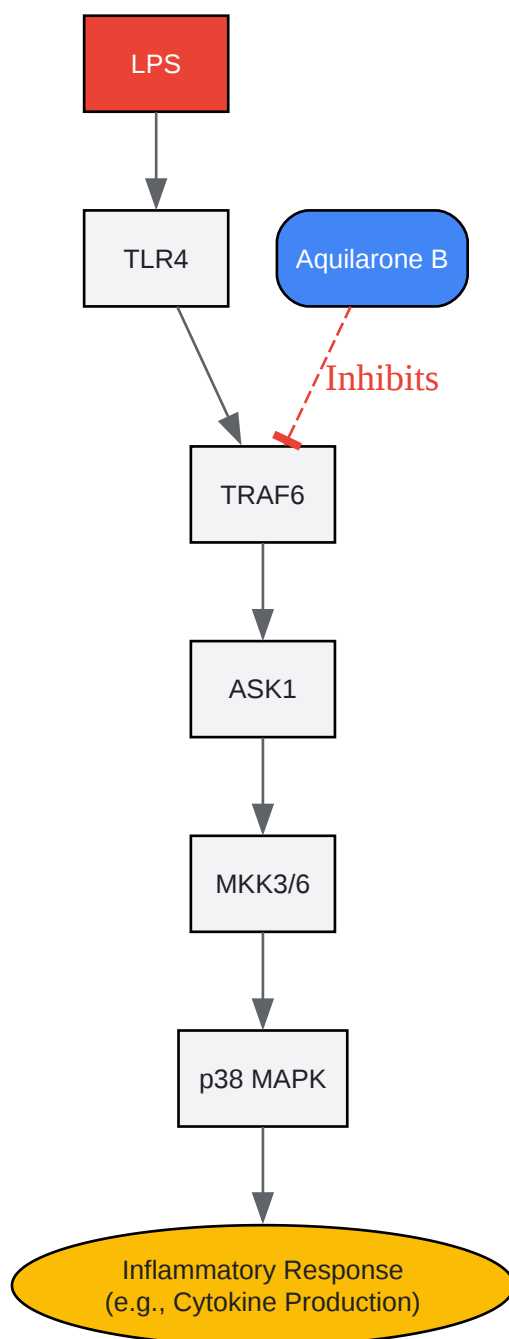 LPS
TLR4
Aquilarone B
Inhibits
TRAF6
ASK1
MKK3/6
p38 MAPK
Inflammatory Response
(e.g., Cytokine Production)